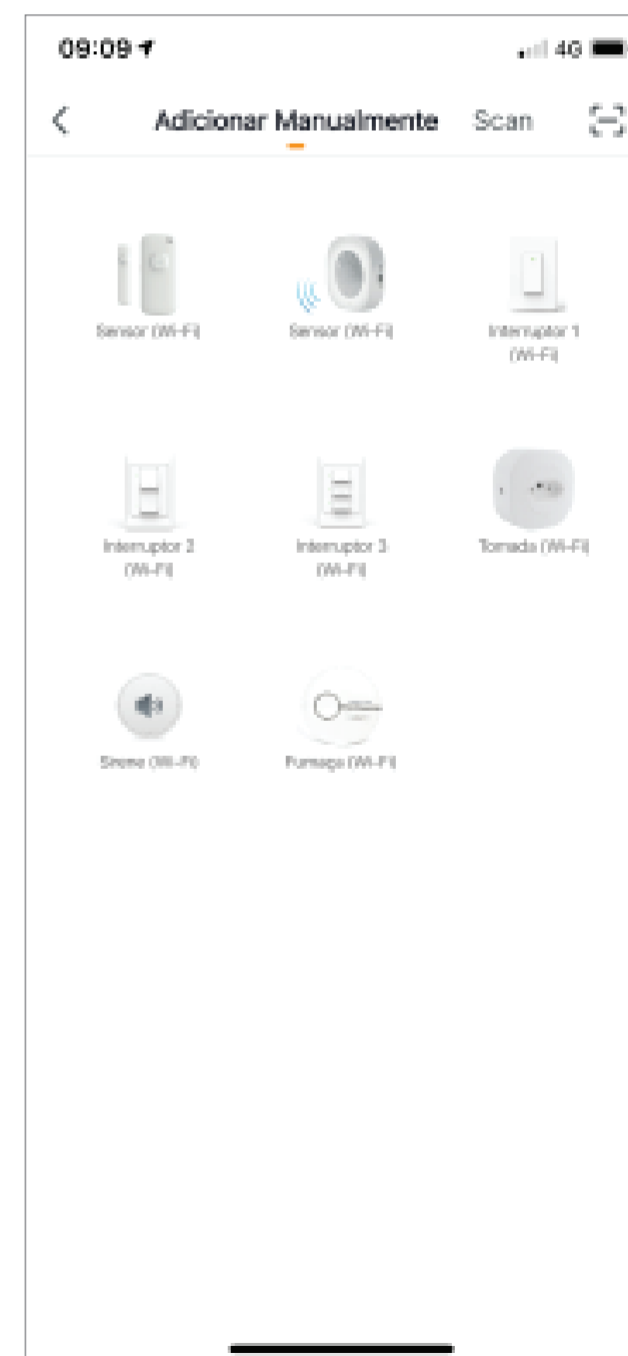 09:09 4G
Adicionar Manualmente Scan
Sensor (Wi-Fi) Sensor (Wi-Fi) Interruptor 1
(Wi-Fi)
Interruptor 2 Interruptor 3 Tomada (Wi-Fi)
(Wi-Fi) (Wi-Fi)
Sirene (Wi-Fi) Fumaça (Wi-Fi)